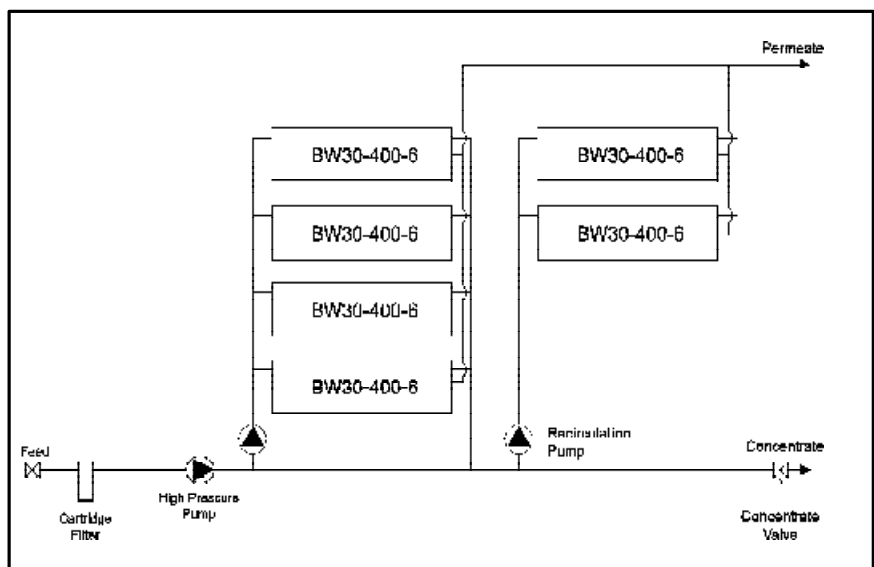 Permeate
BW30-400-6
BW30-400-6
BW30-400-6
BW30-400-6
BW30-400-6
BW30-400-6
Recirculation
Pump
Feed
Concentrate
High Pressure
Pump
Cartridge
Filter
Concentrate
Valve